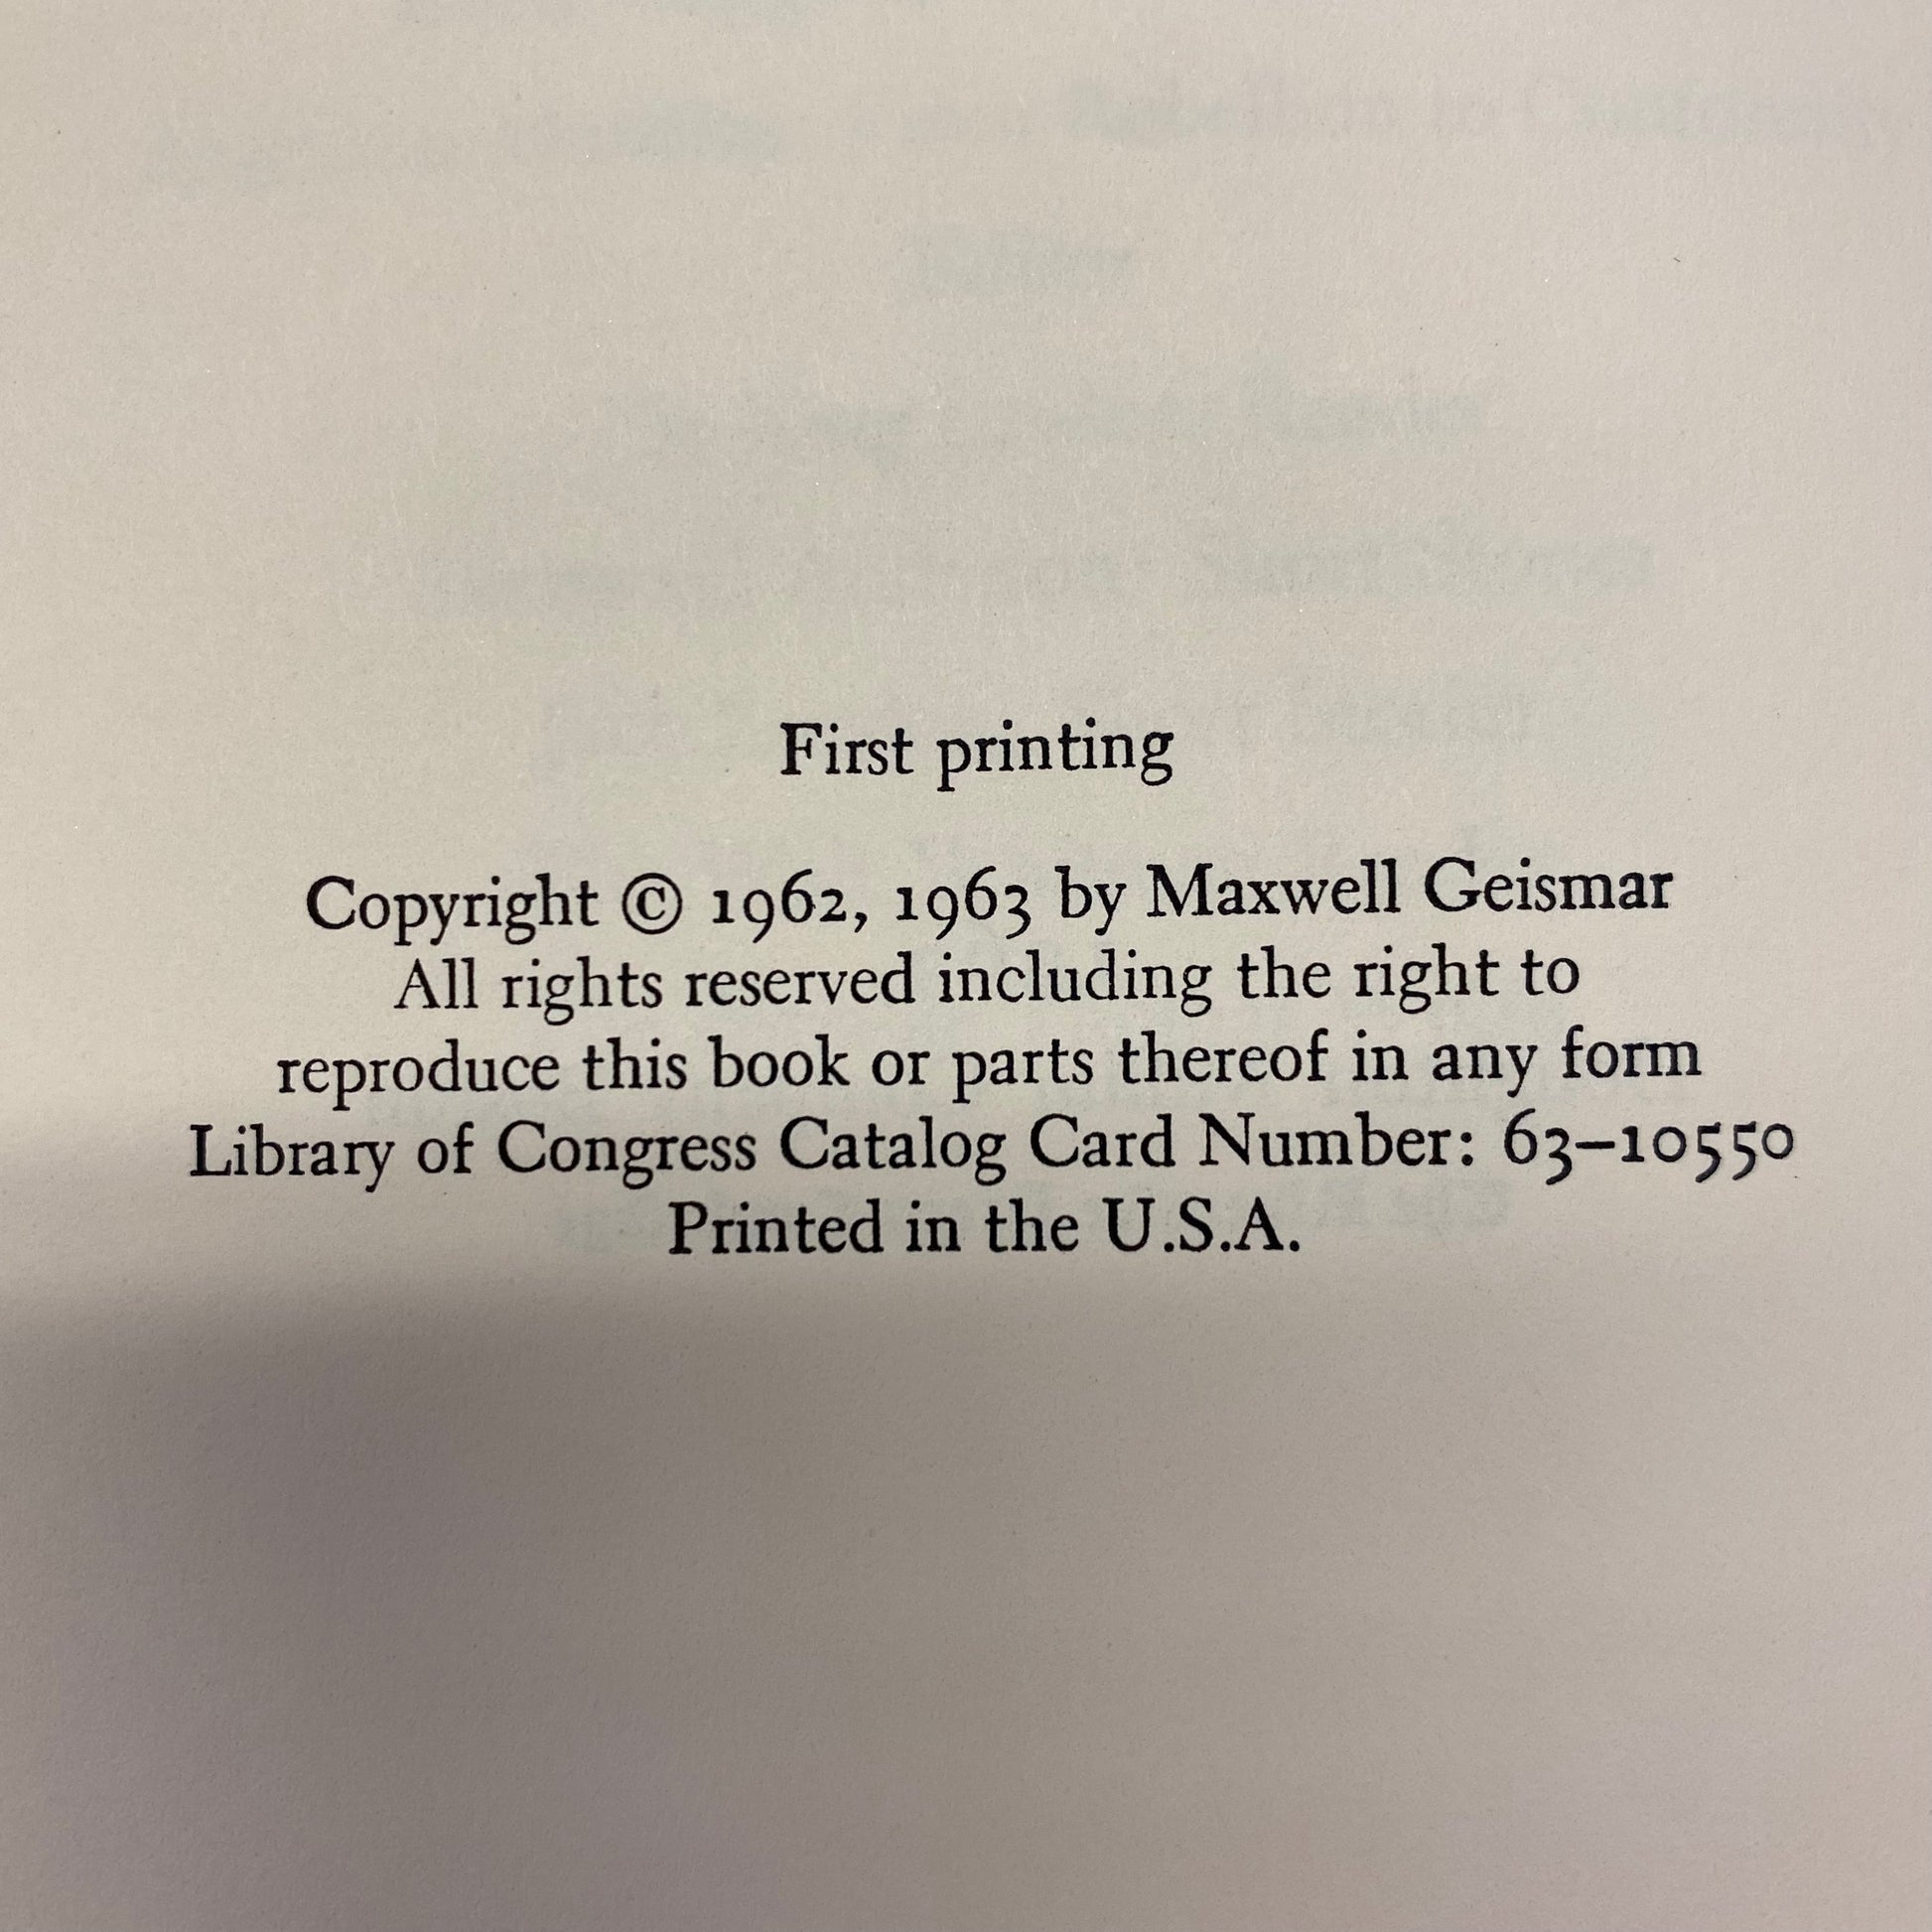 First printing
Copyright © 1962, 1963 by Maxwell Geismar
All rights reserved including the right to
reproduce this book or parts thereof in any form
Library of Congress Catalog Card Number: 63–10550
Printed in the U.S.A.